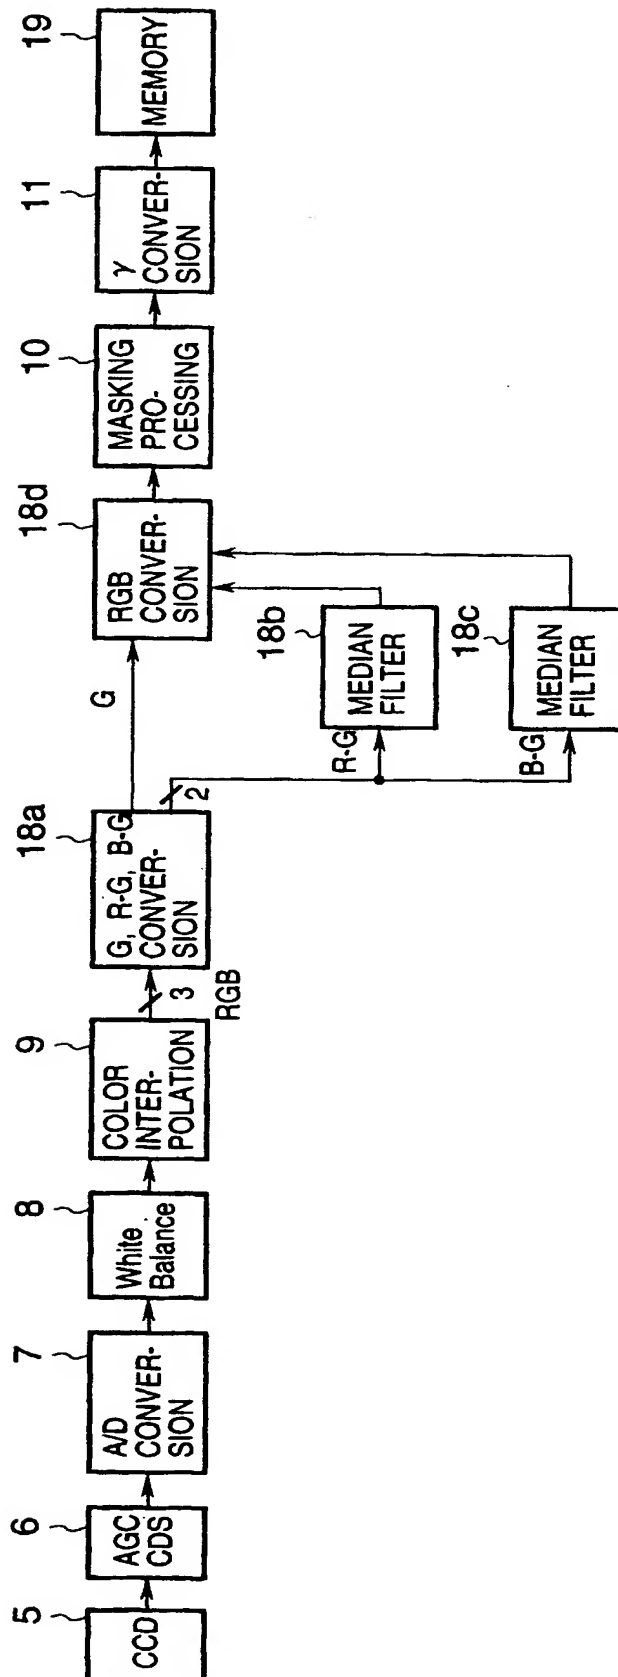 5
CCD
6
AGC
CDS
7
A/D
CONVER-
SION
8
White
Balance
9
COLOR
INTER-
POLATION
3
RGB
18a
G, R-G, B-G
CONVER-
SION
G
2
R-G
18b
MEDIAN
FILTER
B-G
18c
MEDIAN
FILTER
18d
RGB
CONVER-
SION
10
MASKING
PRO-
CESSING
11
γ
CONVER-
SION
19
MEMORY